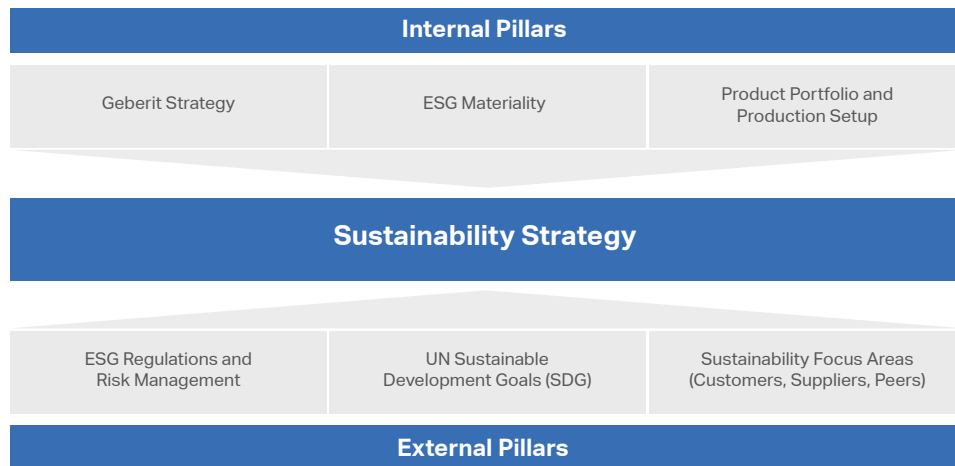 Internal Pillars
Geberit Strategy
ESG Materiality
Product Portfolio and
Production Setup
Sustainability Strategy
ESG Regulations and
Risk Management
UN Sustainable
Development Goals (SDG)
Sustainability Focus Areas
(Customers, Suppliers, Peers)
External Pillars